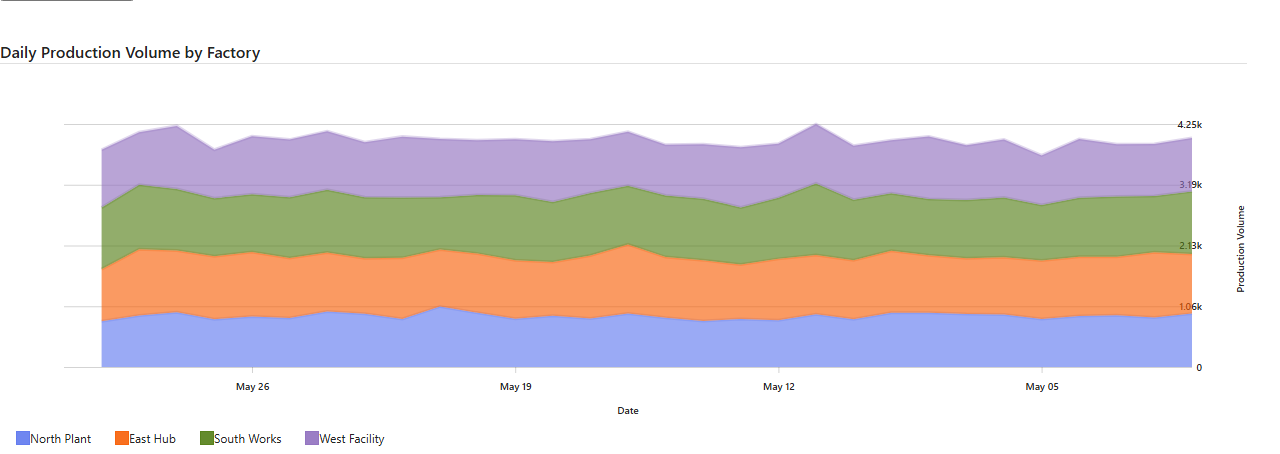 Daily Production Volume by Factory
4.25k
3.19k
2.13k
1.06k
0
Production Volume
May 26
May 19
May 12
May 05
Date
North Plant
East Hub
South Works
West Facility